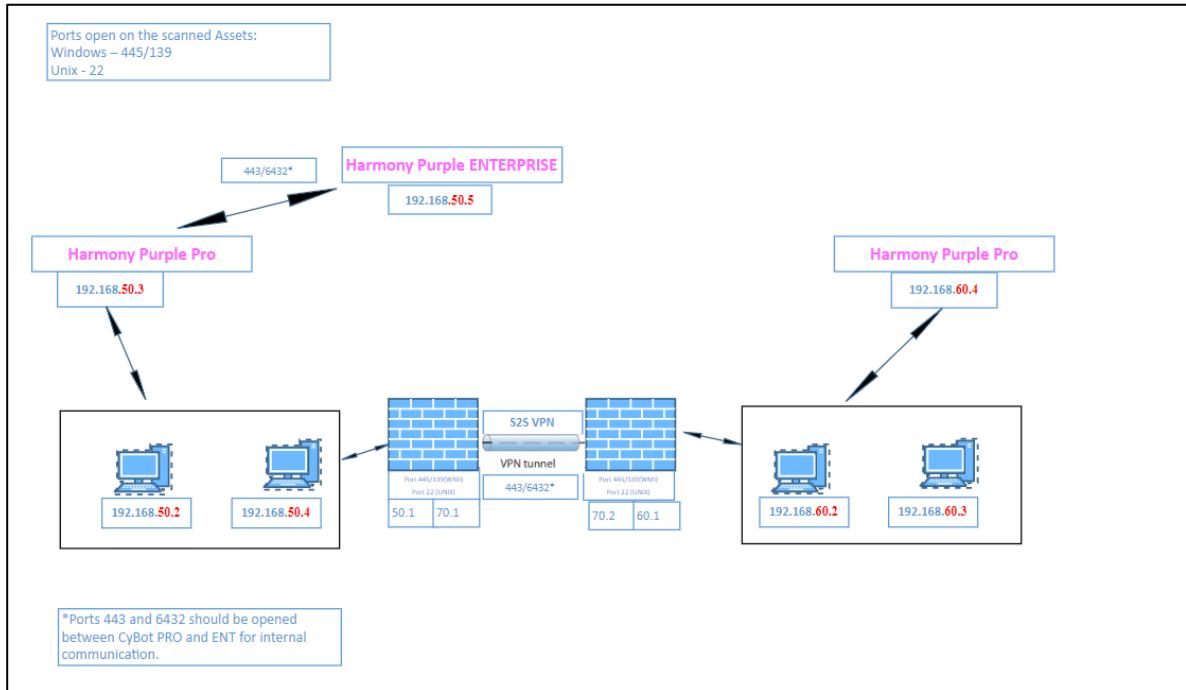 Ports open on the scanned Assets:
Windows – 445/139
Unix - 22
443/6432*
Harmony Purple ENTERPRISE
192.168.50.5
Harmony Purple Pro
192.168.50.3
Harmony Purple Pro
192.168.60.4
S2S VPN
VPN tunnel
443/6432*
Port 445/139(WMI)
Port 22 (UNIX)
50.1
70.1
Port 445/139(WMI)
Port 22 (UNIX)
70.2
60.1
192.168.50.2
192.168.50.4
192.168.60.2
192.168.60.3
*Ports 443 and 6432 should be opened
between CyBot PRO and ENT for internal
communication.